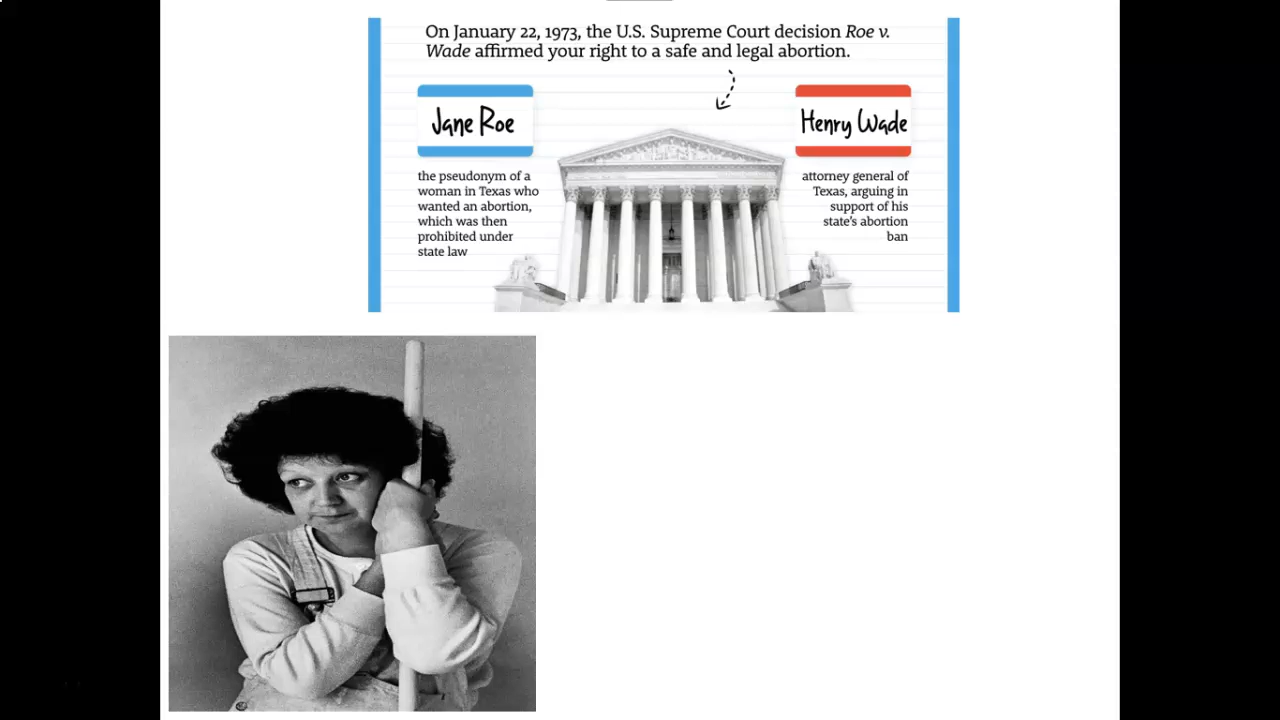 On January 22, 1973, the U.S. Supreme Court decision Roe v.
Wade affirmed your right to a safe and legal abortion.
Jane Roe
the pseudonym of a
woman in Texas who
wanted an abortion,
which was then
prohibited under
state law
Henry Wade
attorney general of
Texas, arguing in
support of his
state's abortion
ban